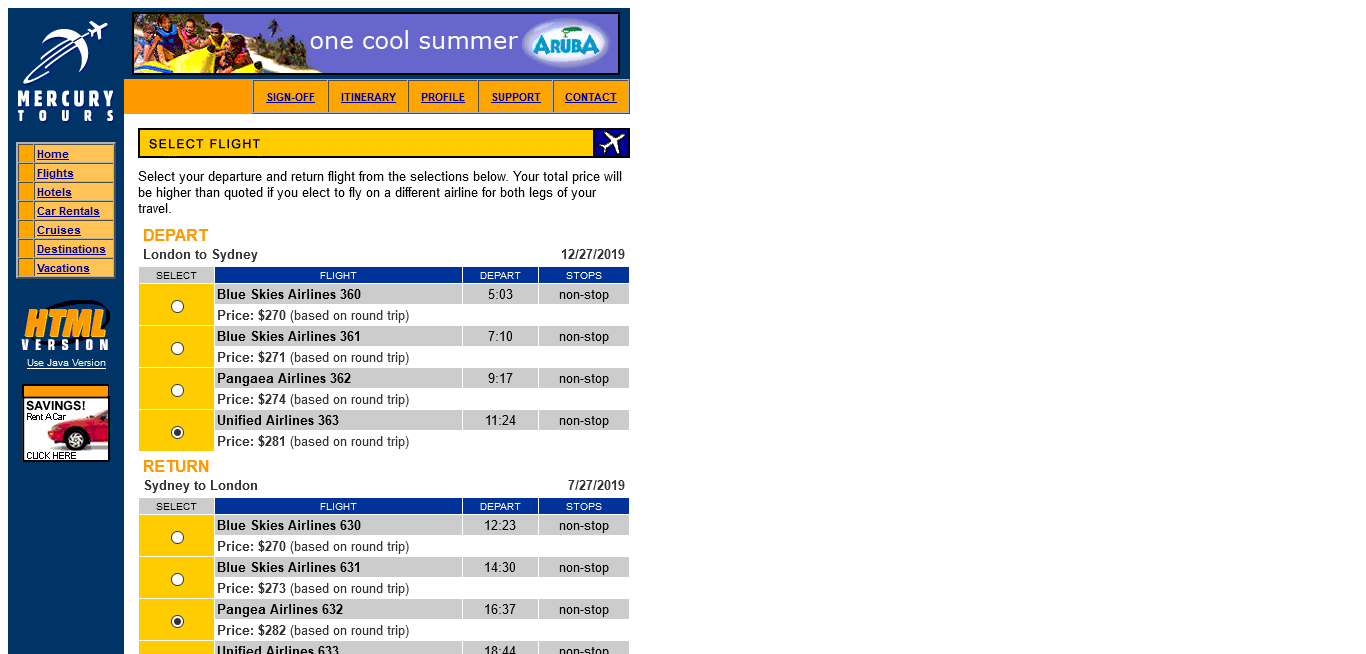 one cool summer ARUBA
MERCURY
TOURS
SIGN-OFF ITINERARY PROFILE SUPPORT CONTACT
Home
Flights
Hotels
Car Rentals
Cruises
Destinations
Vacations
HTML
VERSION
Use Java Version
SAVINGS!
Rent A Car
CLICK HERE
SELECT FLIGHT
Select your departure and return flight from the selections below. Your total price will
be higher than quoted if you elect to fly on a different airline for both legs of your
travel.
DEPART
London to Sydney 12/27/2019
SELECT FLIGHT DEPART STOPS
Blue Skies Airlines 360 5:03 non-stop
Price: $270 (based on round trip)
Blue Skies Airlines 361 7:10 non-stop
Price: $271 (based on round trip)
Pangaea Airlines 362 9:17 non-stop
Price: $274 (based on round trip)
Unified Airlines 363 11:24 non-stop
Price: $281 (based on round trip)
RETURN
Sydney to London 7/27/2019
SELECT FLIGHT DEPART STOPS
Blue Skies Airlines 630 12:23 non-stop
Price: $270 (based on round trip)
Blue Skies Airlines 631 14:30 non-stop
Price: $273 (based on round trip)
Pangea Airlines 632 16:37 non-stop
Price: $282 (based on round trip)
Unified Airlines 633 18:44 non-stop